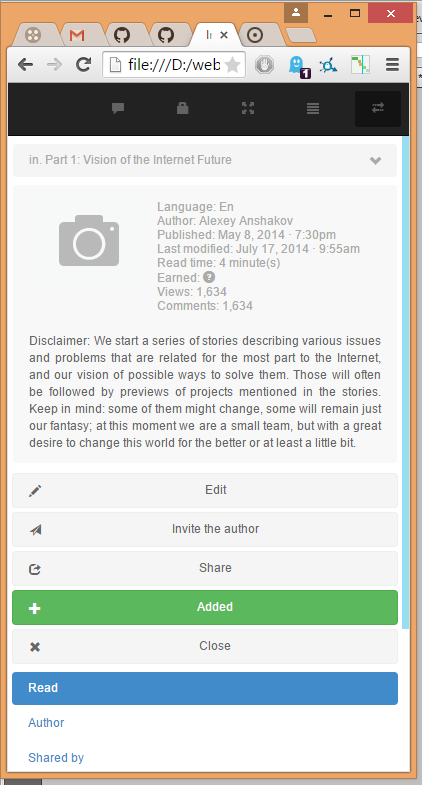 Ir
file:///D:/web
1
in. Part 1: Vision of the Internet Future
Language: En
Author: Alexey Anshakov
Published: May 8, 2014 · 7:30pm
Last modified: July 17, 2014 · 9:55am
Read time: 4 minute(s)
Earned: ?
Views: 1,634
Comments: 1,634
Disclaimer: We start a series of stories describing various issues
and problems that are related for the most part to the Internet,
and our vision of possible ways to solve them. Those will often
be followed by previews of projects mentioned in the stories.
Keep in mind: some of them might change, some will remain just
our fantasy; at this moment we are a small team, but with a great
desire to change this world for the better or at least a little bit.
Edit
Invite the author
Share
Added
Close
Read
Author
Shared by